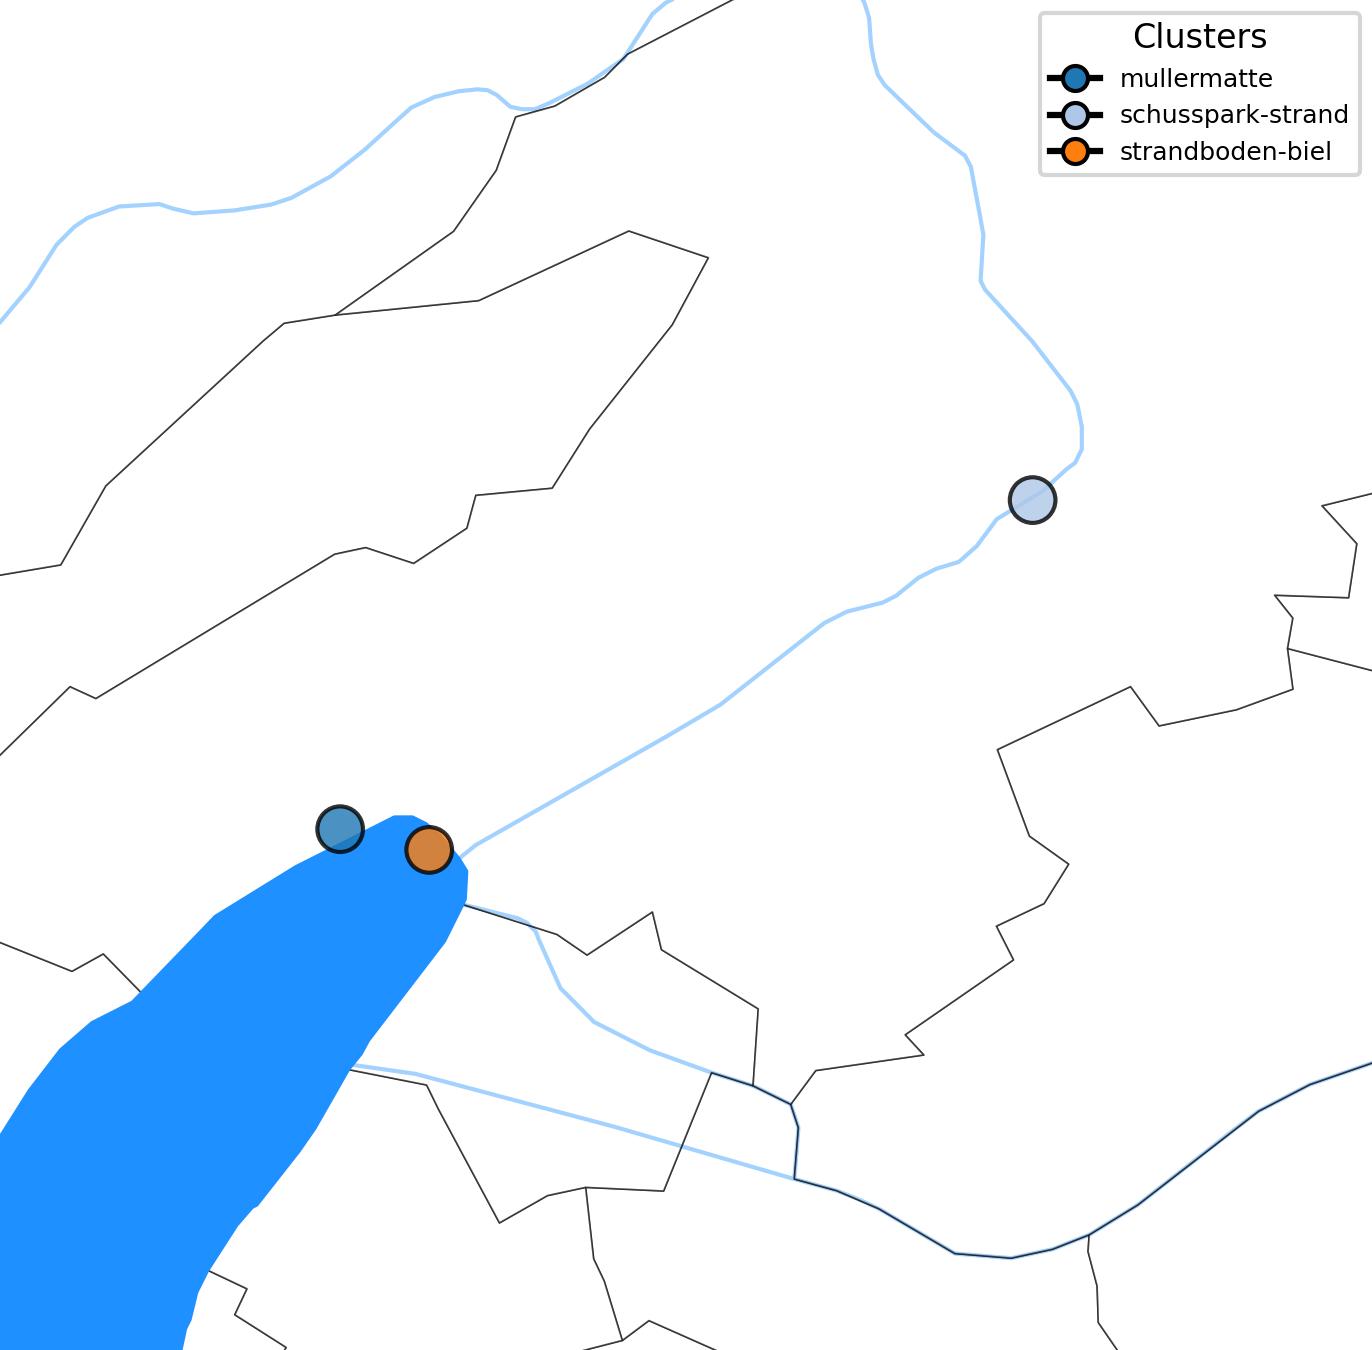 Clusters
mullermatte
schusspark-strand
strandboden-biel